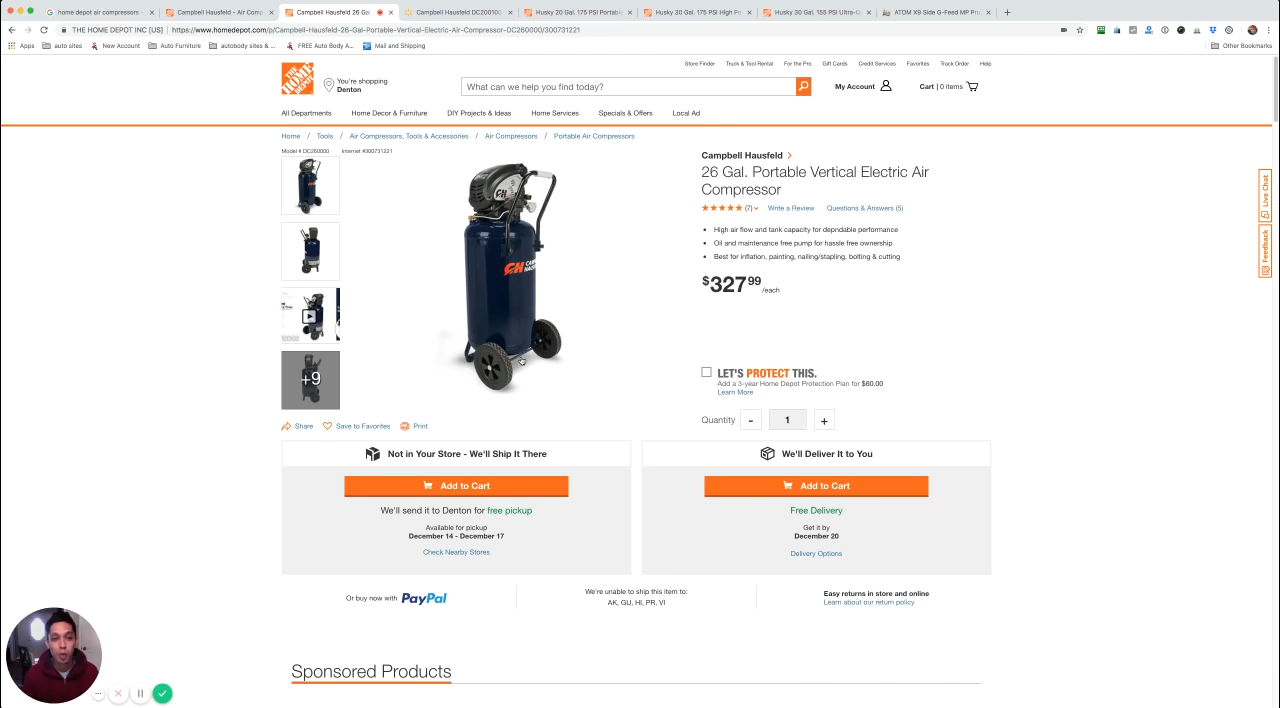 home depot air compressors -
Campbell Hausfeld - Air Com
Campbell Hausfeld 26 Ga
Campbell Hausfeld DC20010
Husky 20 Gal. 175 PSI Portab
Husky 30 Gal. 175 PSI High P
Husky 30 Gal. 155 PSI Ultra-Q
ATOM X9 Side G-Feed MP Pr
THE HOME DEPOT INC [US] | https://www.homedepot.com/p/Campbell-Hausfeld-26-Gal-Portable-Vertical-Electric-Air-Compressor-DC260000/300731221
Apps auto sites New Account Auto Furniture autobody sites &... FREE Auto Body A... Mail and Shipping Other Bookmarks
Store Finder Truck & Tool Rental For the Pro Gift Cards Credit Services Favorites Track Order Help
THE HOME DEPOT
You're shopping
Denton
What can we help you find today?
My Account
Cart | 0 items
All Departments Home Decor & Furniture DIY Projects & Ideas Home Services Specials & Offers Local Ad
Home / Tools / Air Compressors, Tools & Accessories / Air Compressors / Portable Air Compressors
Model # DC260000 Internet #300731221
Campbell Hausfeld
26 Gal. Portable Vertical Electric Air
Compressor
(7) Write a Review Questions & Answers (5)
High air flow and tank capacity for depndable performance
Oil and maintenance free pump for hassle free ownership
Best for inflation, painting, nailing/stapling, bolting & cutting
$327 99 /each
+9
LET'S PROTECT THIS.
Add a 3-year Home Depot Protection Plan for $60.00
Learn More
Quantity - 1 +
Share Save to Favorites Print
Not in Your Store - We'll Ship It There
Add to Cart
We'll send it to Denton for free pickup
Available for pickup
December 14 - December 17
Check Nearby Stores
We'll Deliver It to You
Add to Cart
Free Delivery
Get it by
December 20
Delivery Options
Or buy now with PayPal
We're unable to ship this item to:
AK, GU, HI, PR, VI
Easy returns in store and online
Learn about our return policy
Sponsored Products
Live Chat
Feedback